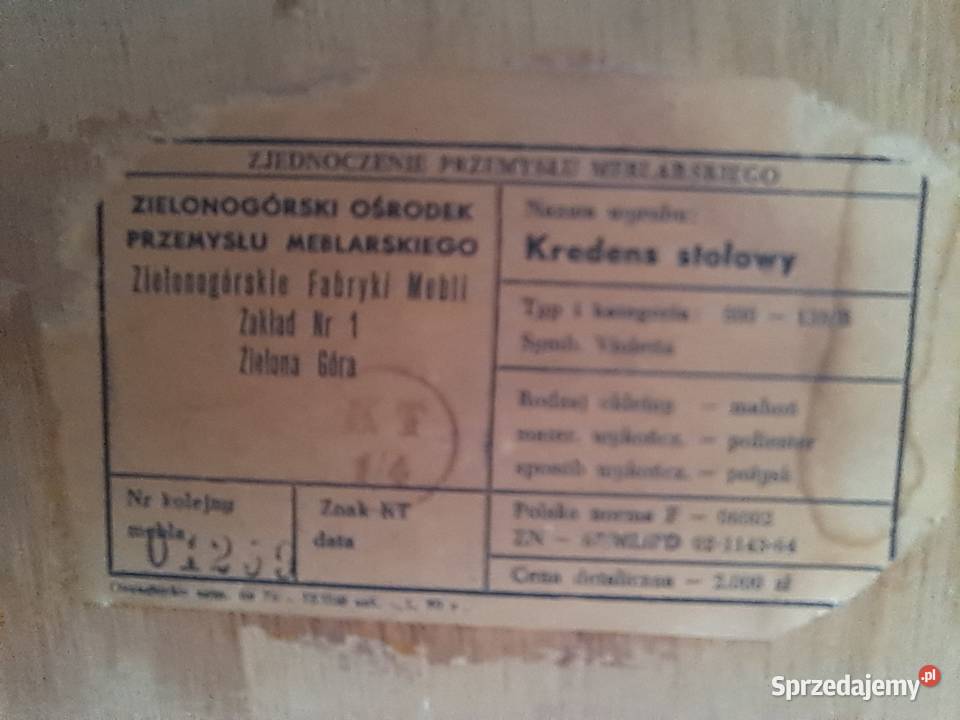 ZJEDNOCZENIE PRZEMYSŁU MEBLARSKIEGO
ZIELONOGÓRSKI OŚRODEK
PRZEMYSŁU MEBLARSKIEGO
Zielonogórskie Fabryki Mebli
Zakład Nr 1
Zielona Góra
KT
Nr kolejny
mebla
Znak KT
data
Nazwa wyrobu:
Kredens stołowy
Typ i kategoria:
Symb. Violetta
Rodzaj okleiny - mahoń
mater. wykończ. - poliester
sposób wykończ. - połysk
Polska norma F -
ZN -
Cena detaliczna - 2.000 zł
Sprzedajemy.pl